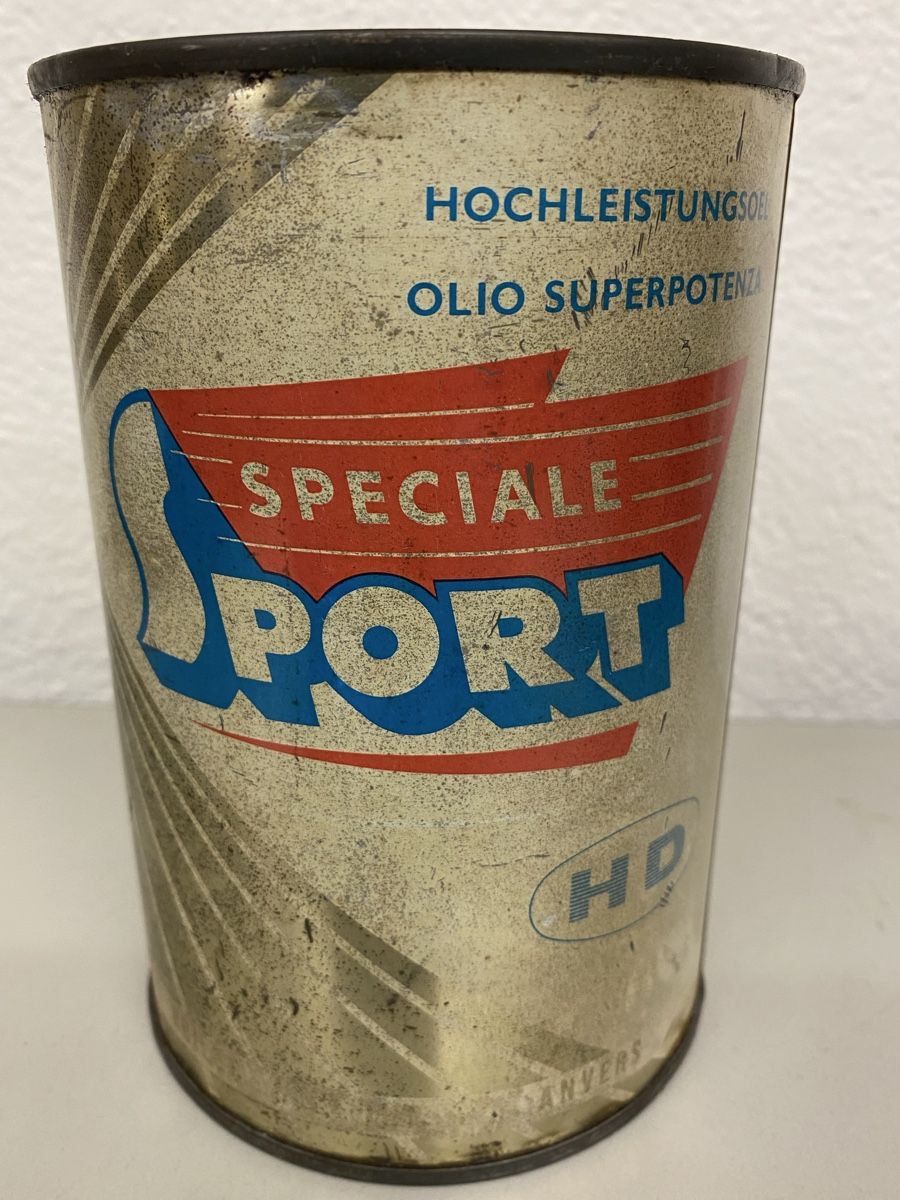 HOCHLEISTUNGSOEL
OLIO SUPERPOTENZA
SPECIALE
SPORT
HD
ANVERS